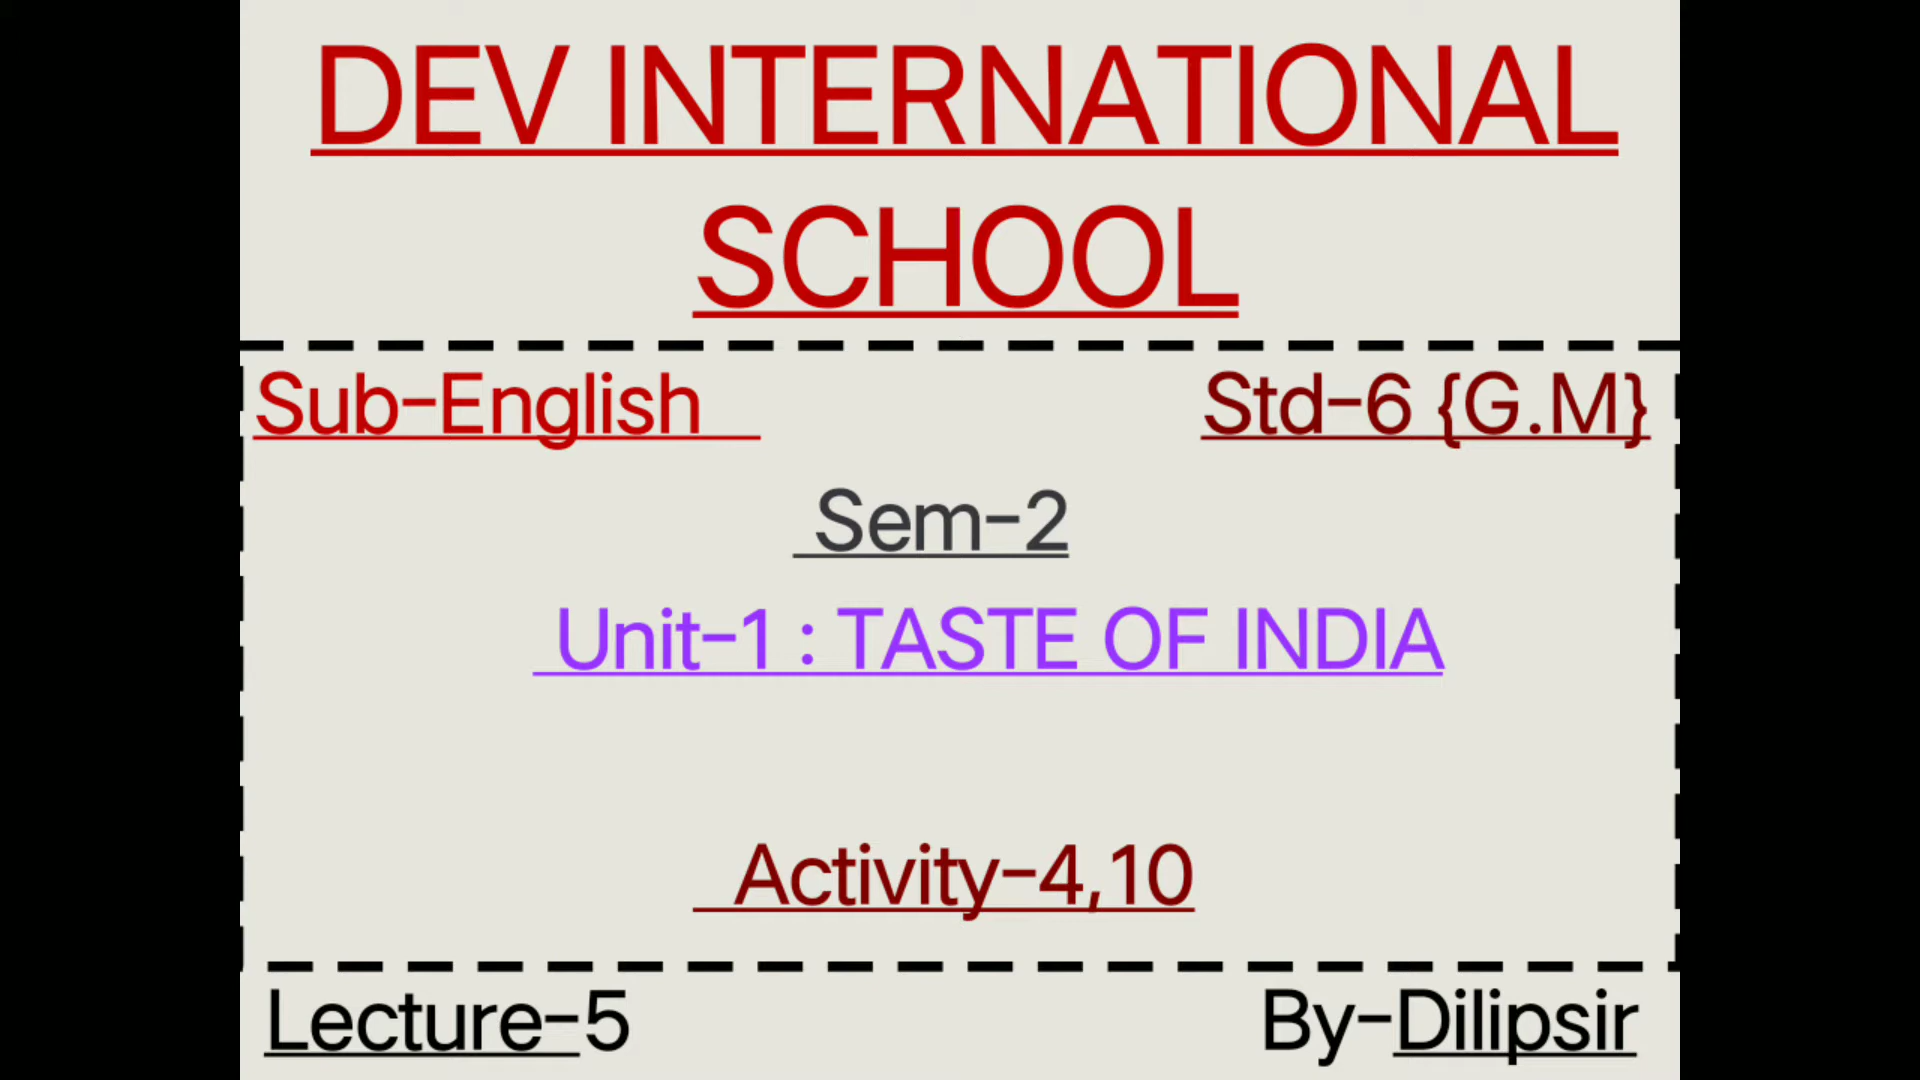 DEV INTERNATIONAL
SCHOOL
Sub-English Std-6 {G.M}
Sem-2
Unit-1 : TASTE OF INDIA
Activity-4,10
Lecture-5 By-Dilipsir